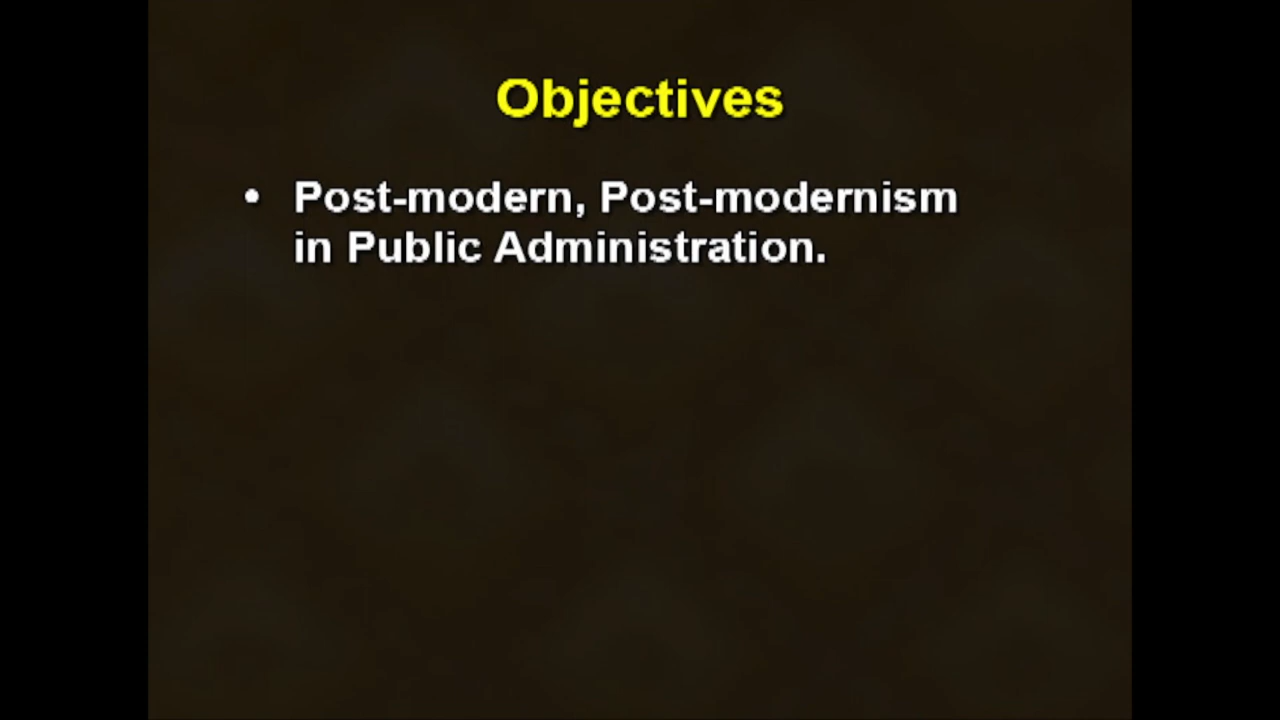 Objectives
• Post-modern, Post-modernism
in Public Administration.